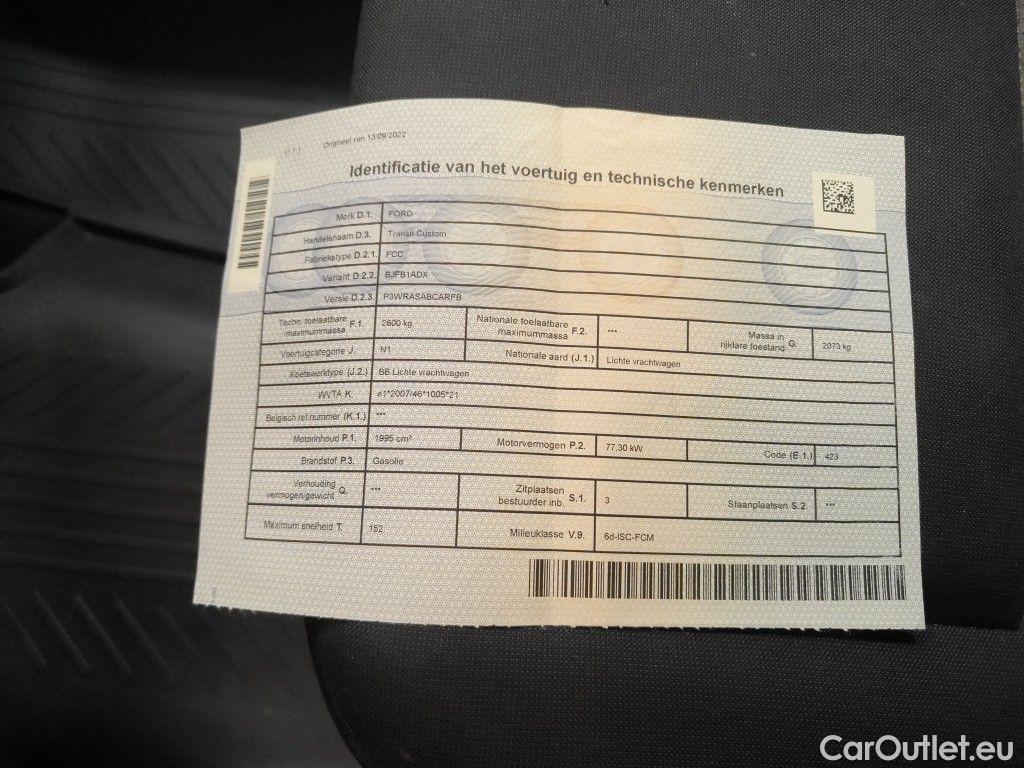 (I.1.) Origineel van 13/09/2022
Identificatie van het voertuig en technische kenmerken
Merk D.1. FORD
Handelsnaam D.3. Transit Custom
Fabriekstype D.2.1. FCC
Variant D.2.2. BJFB1ADX
Versie D.2.3. P3WRASABCARFB
Techn. toelaatbare maximummassa F.1. 2600 kg Nationale toelaatbare maximummassa F.2. *** Massa in rijklare toestand G. 2073 kg
Voertuigcategorie J. N1 Nationale aard (J.1.) Lichte vrachtwagen
Koetswerktype (J.2.) BB Lichte vrachtwagen
WVTA K. e1*2007/46*1005*21
Belgisch ref.nummer (K.1.) ***
Motorinhoud P.1. 1995 cm³ Motorvermogen P.2. 77,30 kW Code (E.1.) 423
Brandstof P.3. Gasolie
Verhouding vermogen/gewicht Q. *** Zitplaatsen bestuurder inb. S.1. 3 Staanplaatsen S.2. ***
Maximum snelheid T. 152 Milieuklasse V.9. 6d-ISC-FCM
CarOutlet.eu